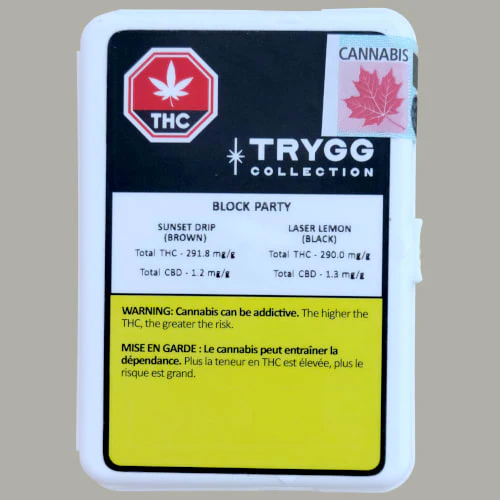 CANNABIS
THC
TRYGG
COLLECTION
BLOCK PARTY
SUNSET DRIP
(BROWN)
Total THC - 291.8 mg/g
Total CBD - 1.2 mg/g
LASER LEMON
(BLACK)
Total THC - 290.0 mg/g
Total CBD - 1.3 mg/g
WARNING: Cannabis can be addictive. The higher the
THC, the greater the risk.
MISE EN GARDE : Le cannabis peut entraîner la
dépendance. Plus la teneur en THC est élevée, plus le
risque est grand.